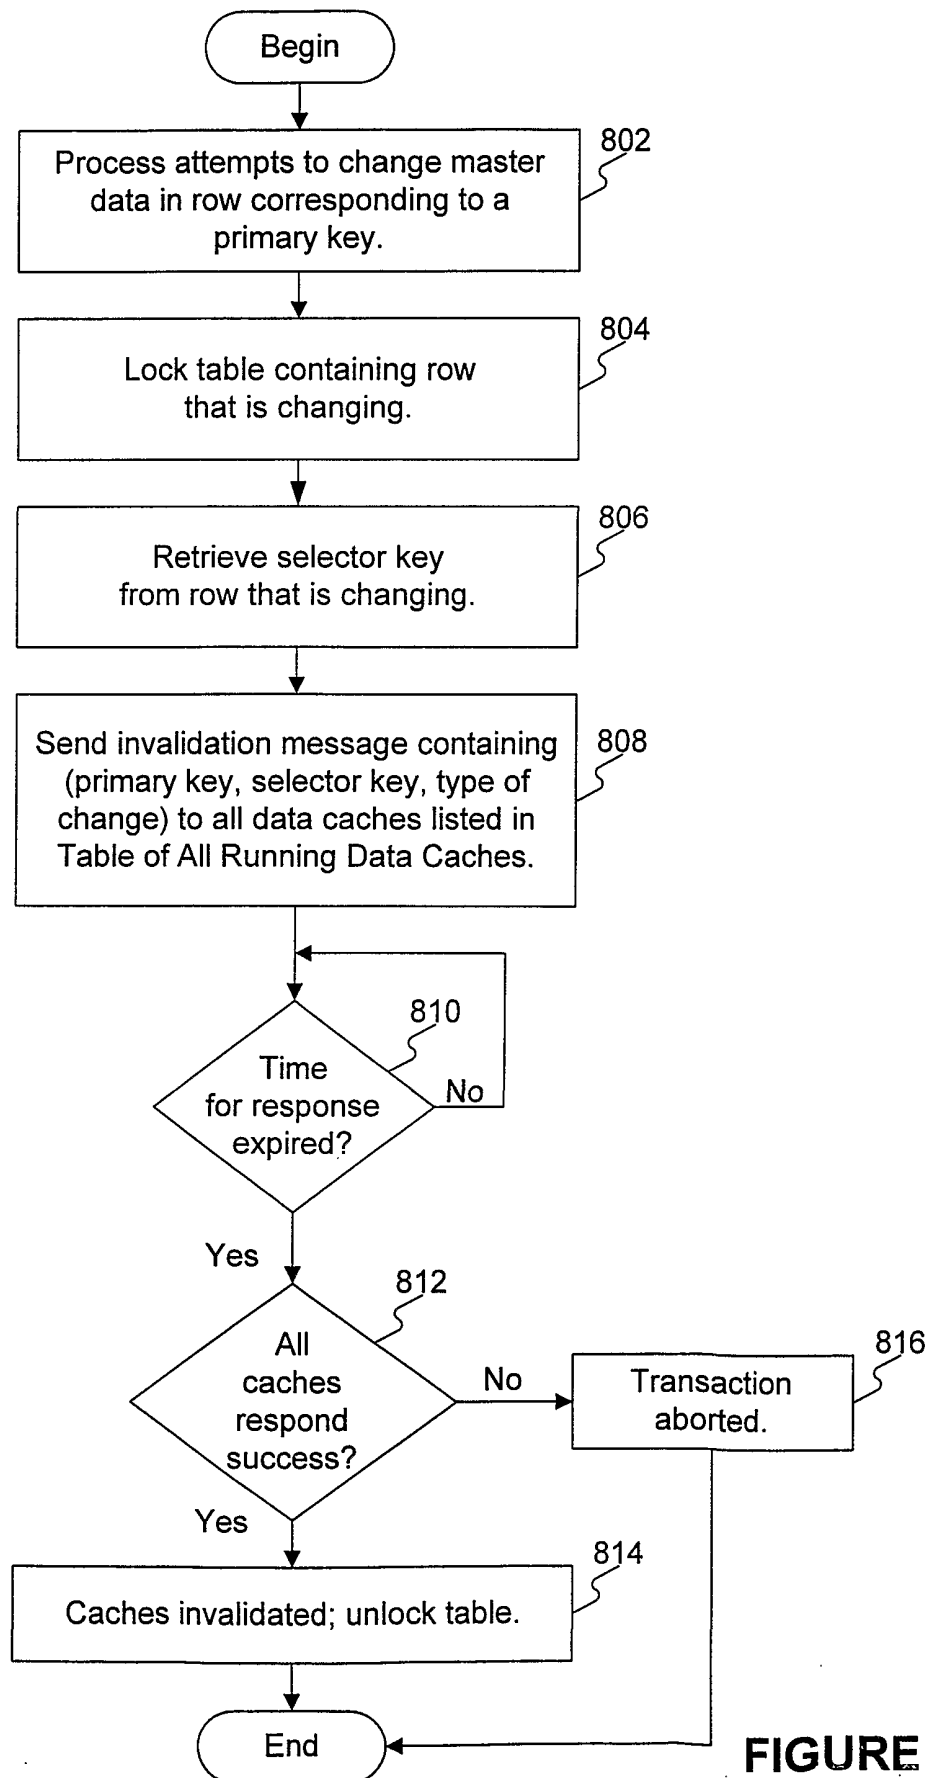 Begin
802
Process attempts to change master
data in row corresponding to a
primary key.
804
Lock table containing row
that is changing.
806
Retrieve selector key
from row that is changing.
808
Send invalidation message containing
(primary key, selector key, type of
change) to all data caches listed in
Table of All Running Data Caches.
810
Time
for response
expired?
No
Yes
812
All
caches
respond
success?
No
816
Transaction
aborted.
Yes
814
Caches invalidated; unlock table.
End
FIGURE